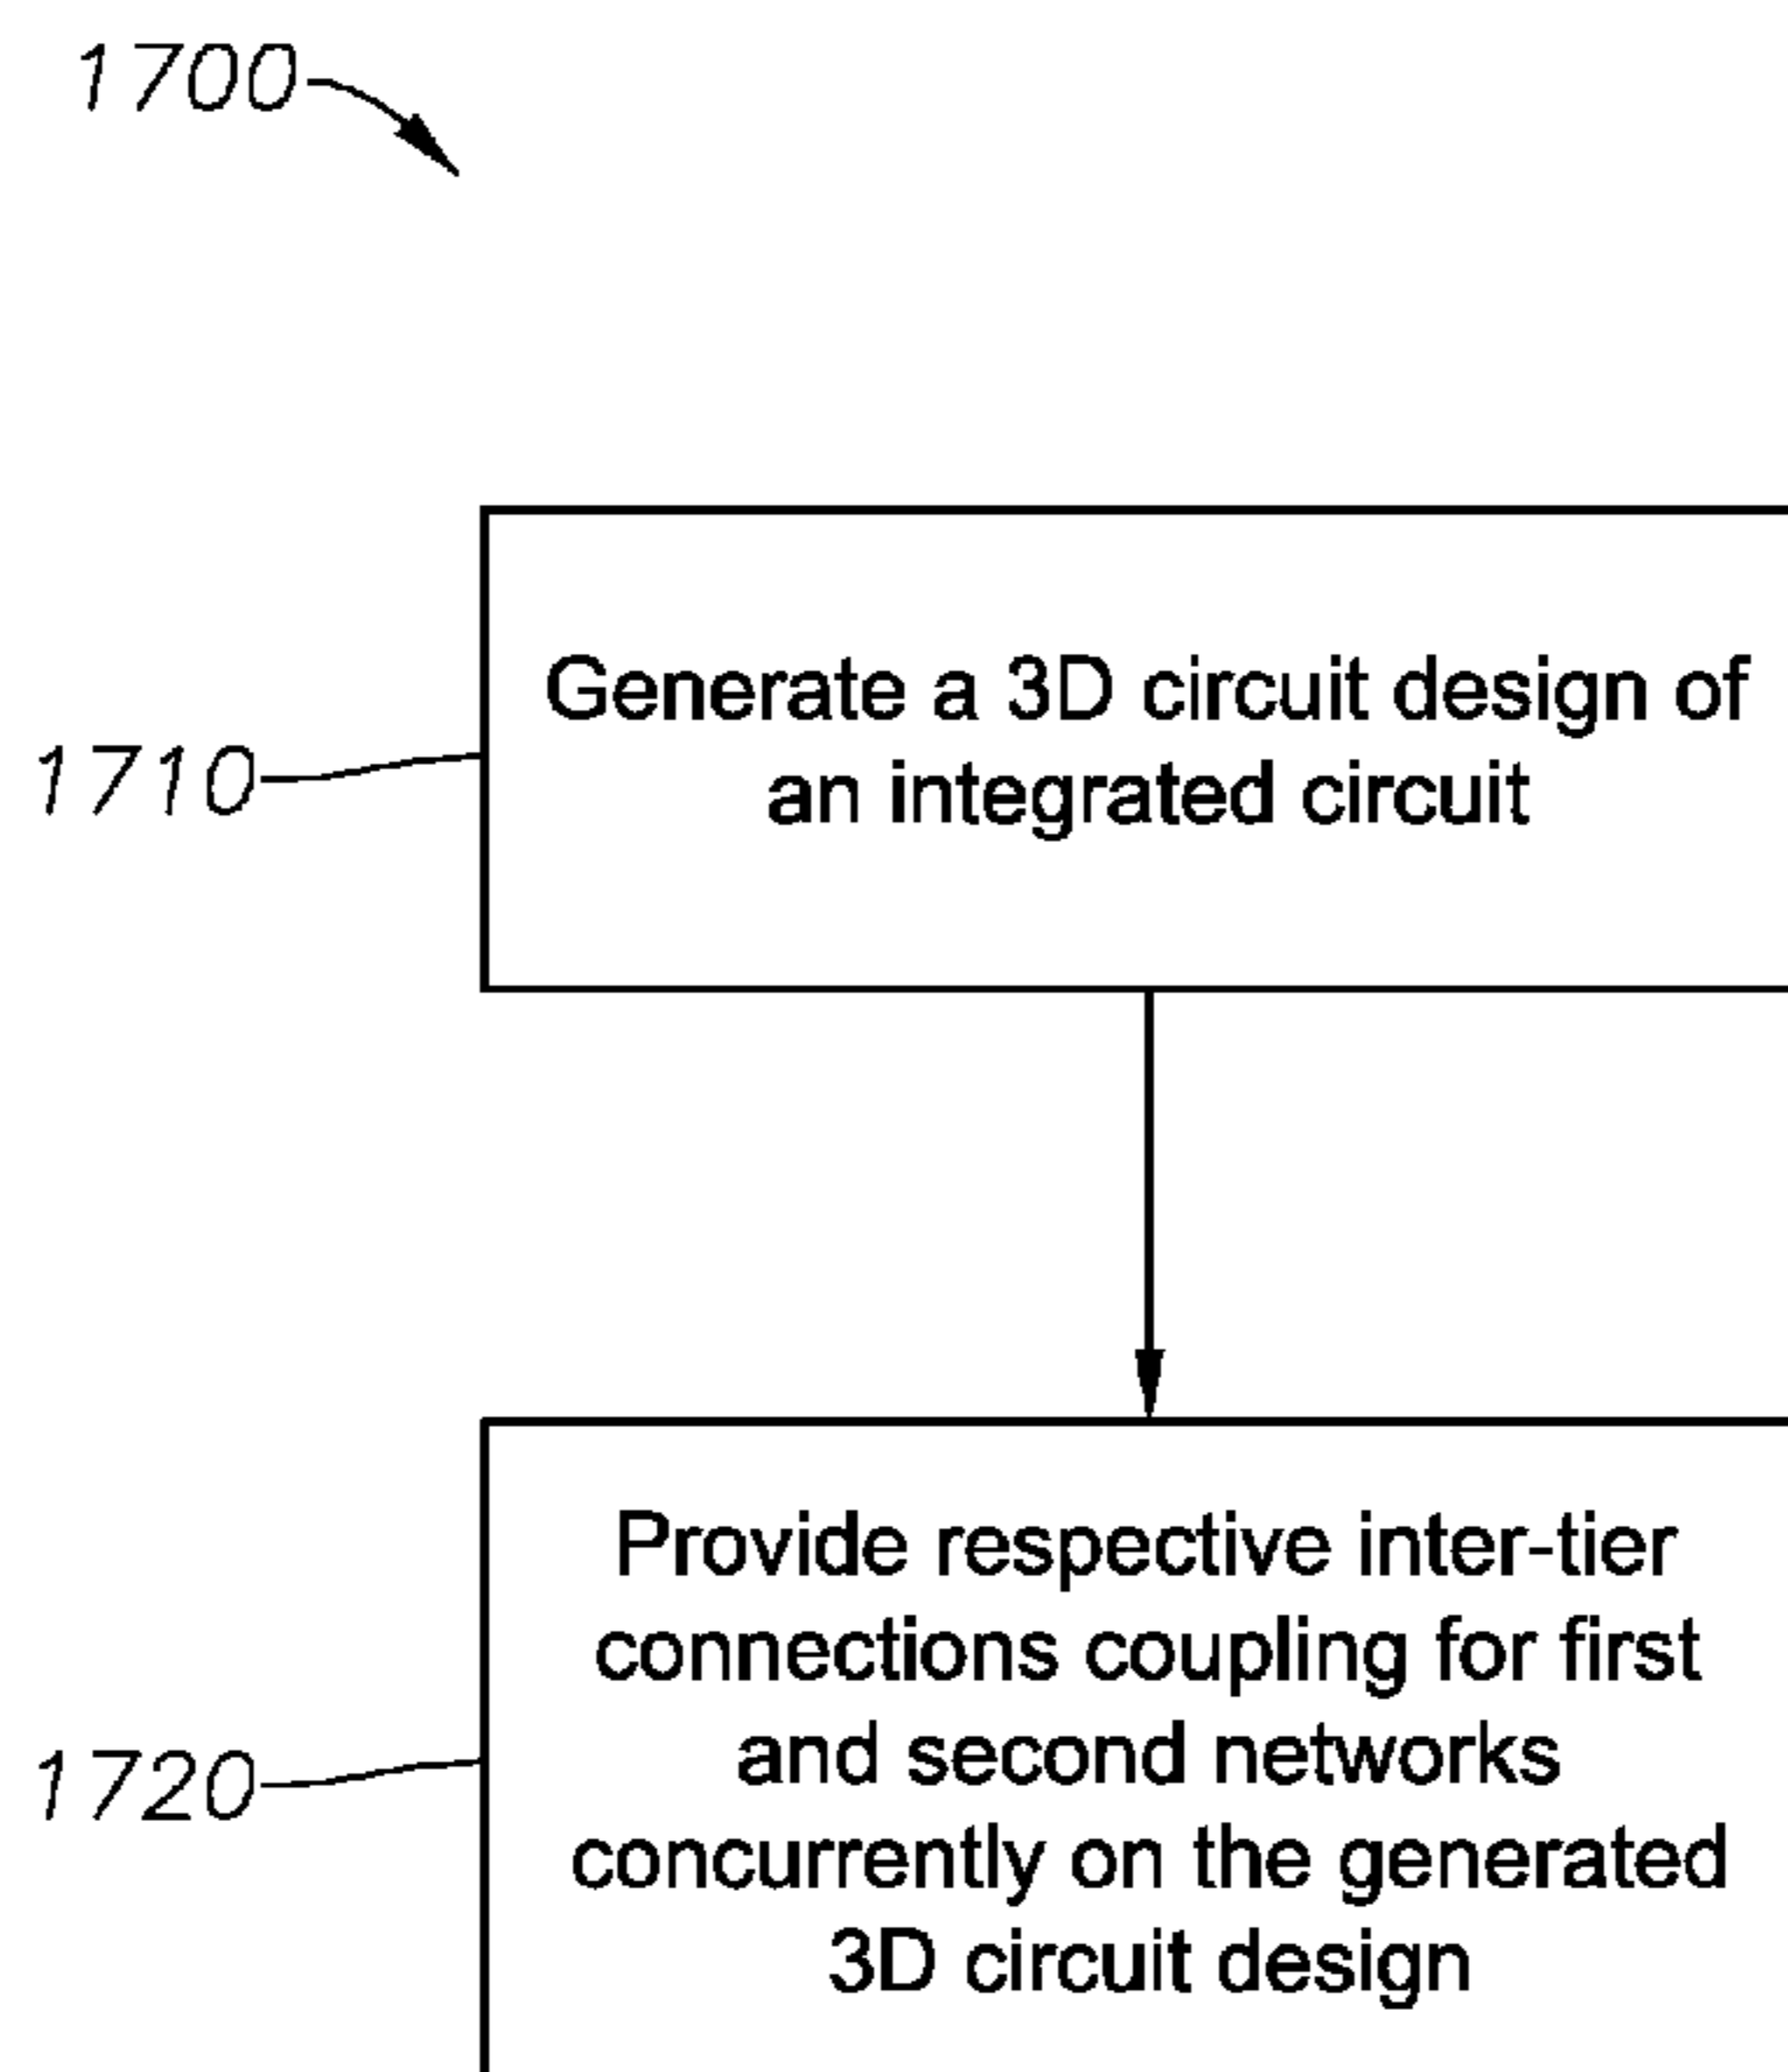 1700
Generate a 3D circuit design of
an integrated circuit
1710
Provide respective inter-tier
connections coupling for first
and second networks
concurrently on the generated
3D circuit design
1720